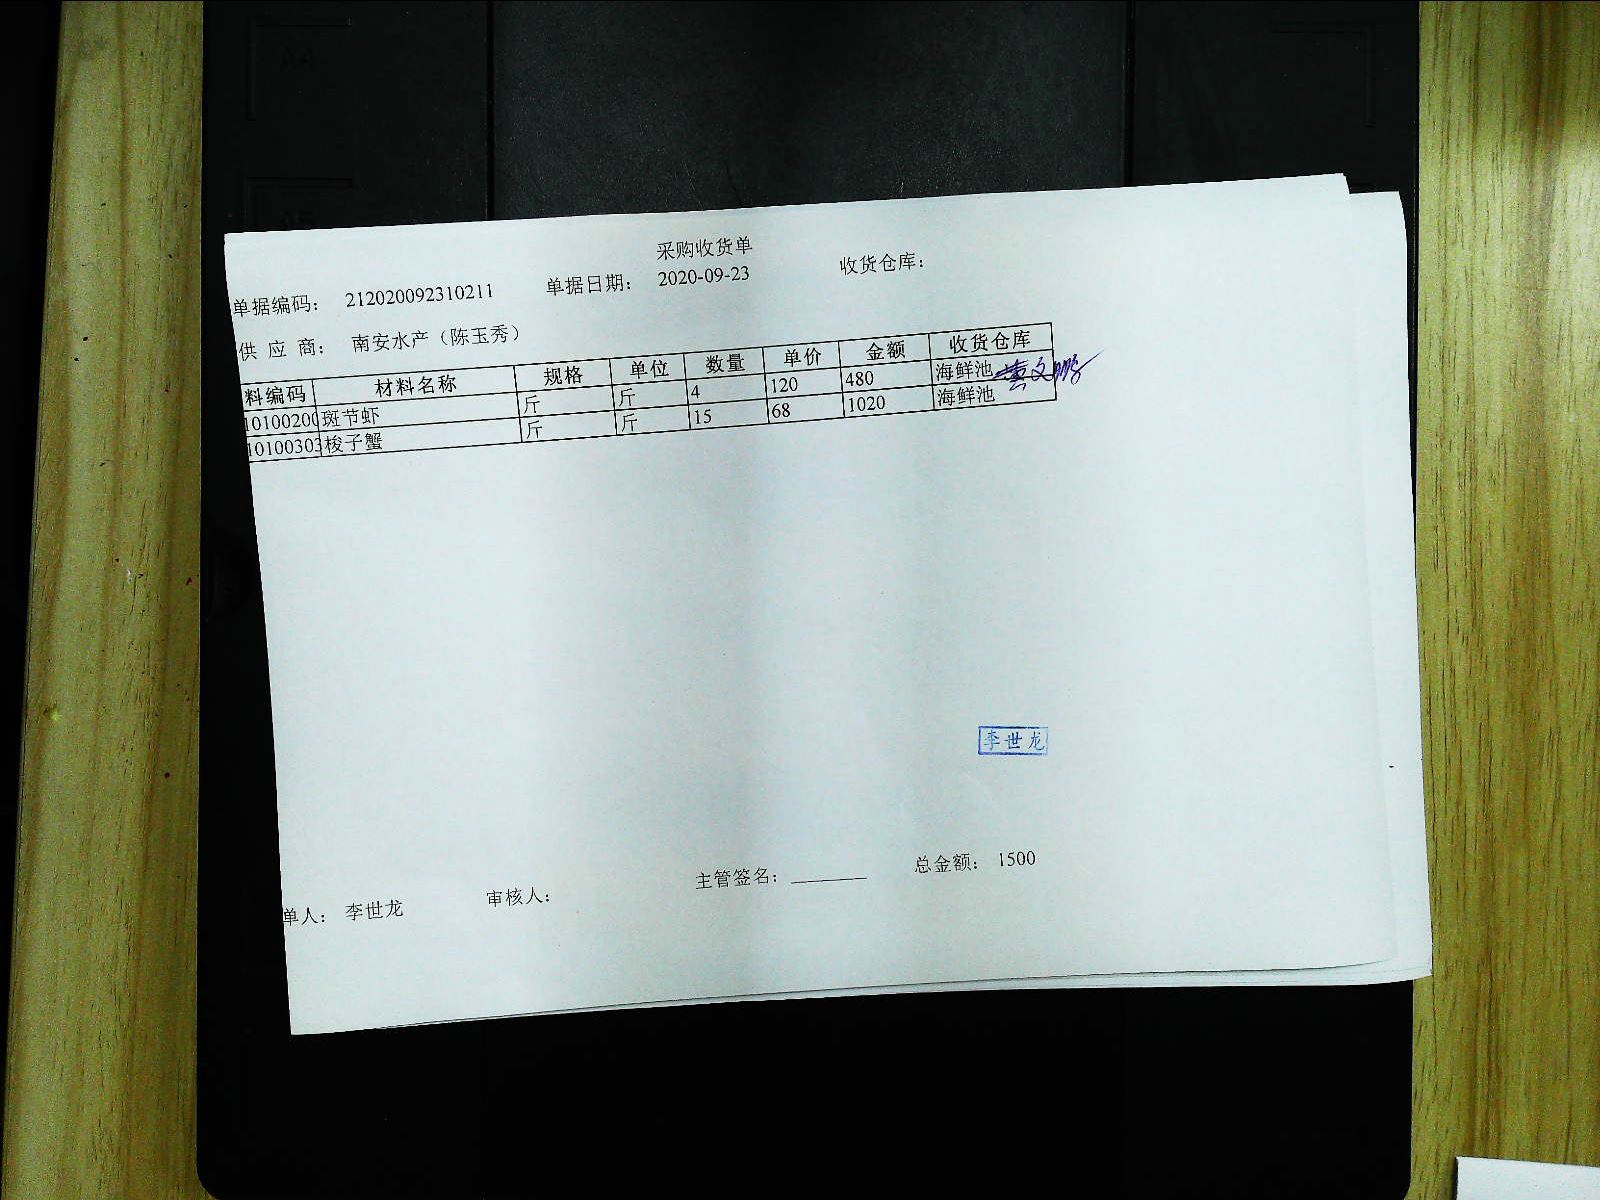 采购收货单
单据编码： 212020092310211 单据日期： 2020-09-23 收货仓库：
供 应 商： 南安水产（陈玉秀）
料编码 材料名称 规格 单位 数量 单价 金额 收货仓库
10100200 斑节虾 斤 斤 4 120 480 海鲜池
10100303 梭子蟹 斤 斤 15 68 1020 海鲜池
李世龙
单人： 李世龙 审核人： 主管签名： 总金额： 1500